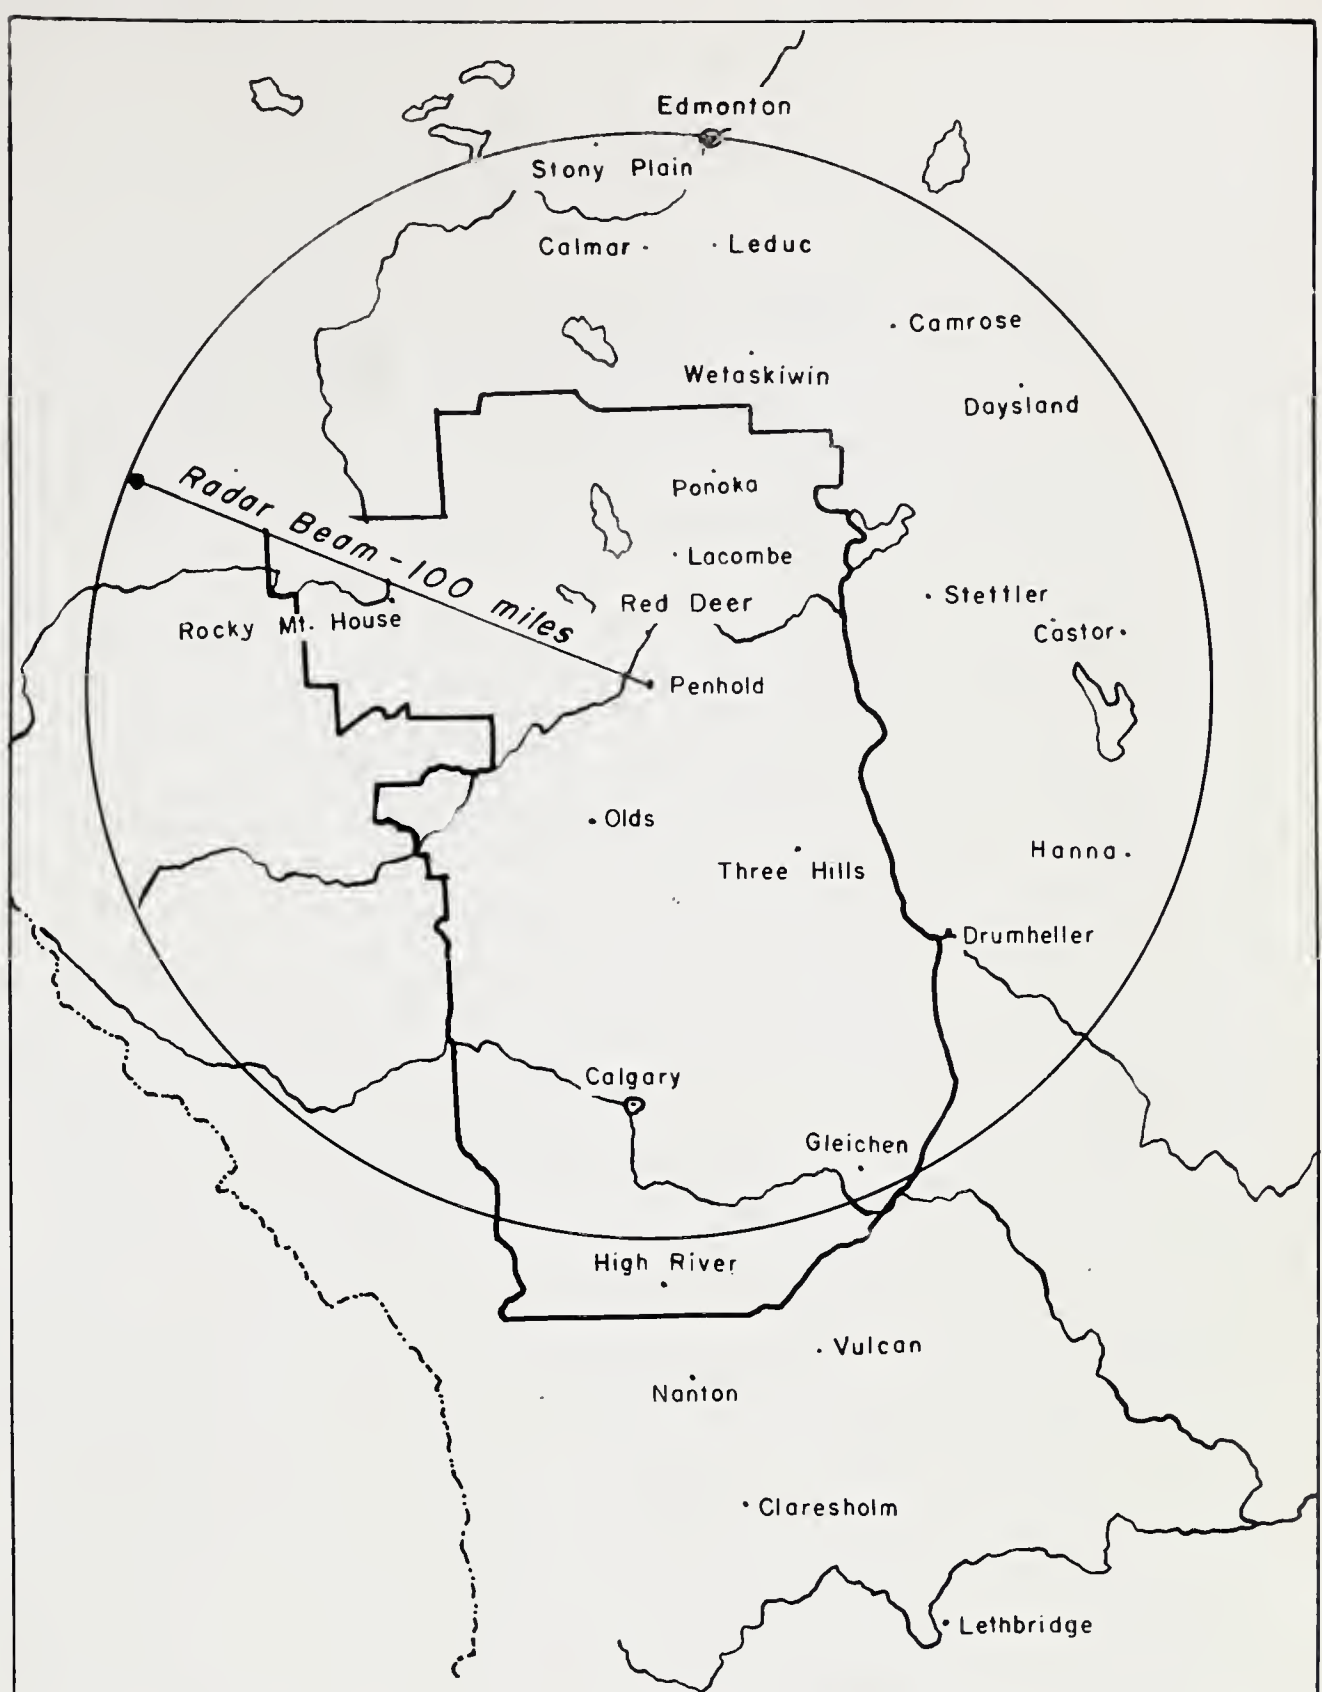 Edmonton
Stony Plain
Calmar
Leduc
Camrose
Wetaskiwin
Daysland
Radar Beam - 100 miles
Ponoka
Lacombe
Red Deer
Stettler
Rocky Mt. House
Castor
Penhold
Olds
Three Hills
Hanna
Drumheller
Calgary
Gleichen
High River
Vulcan
Nanton
Claresholm
Lethbridge